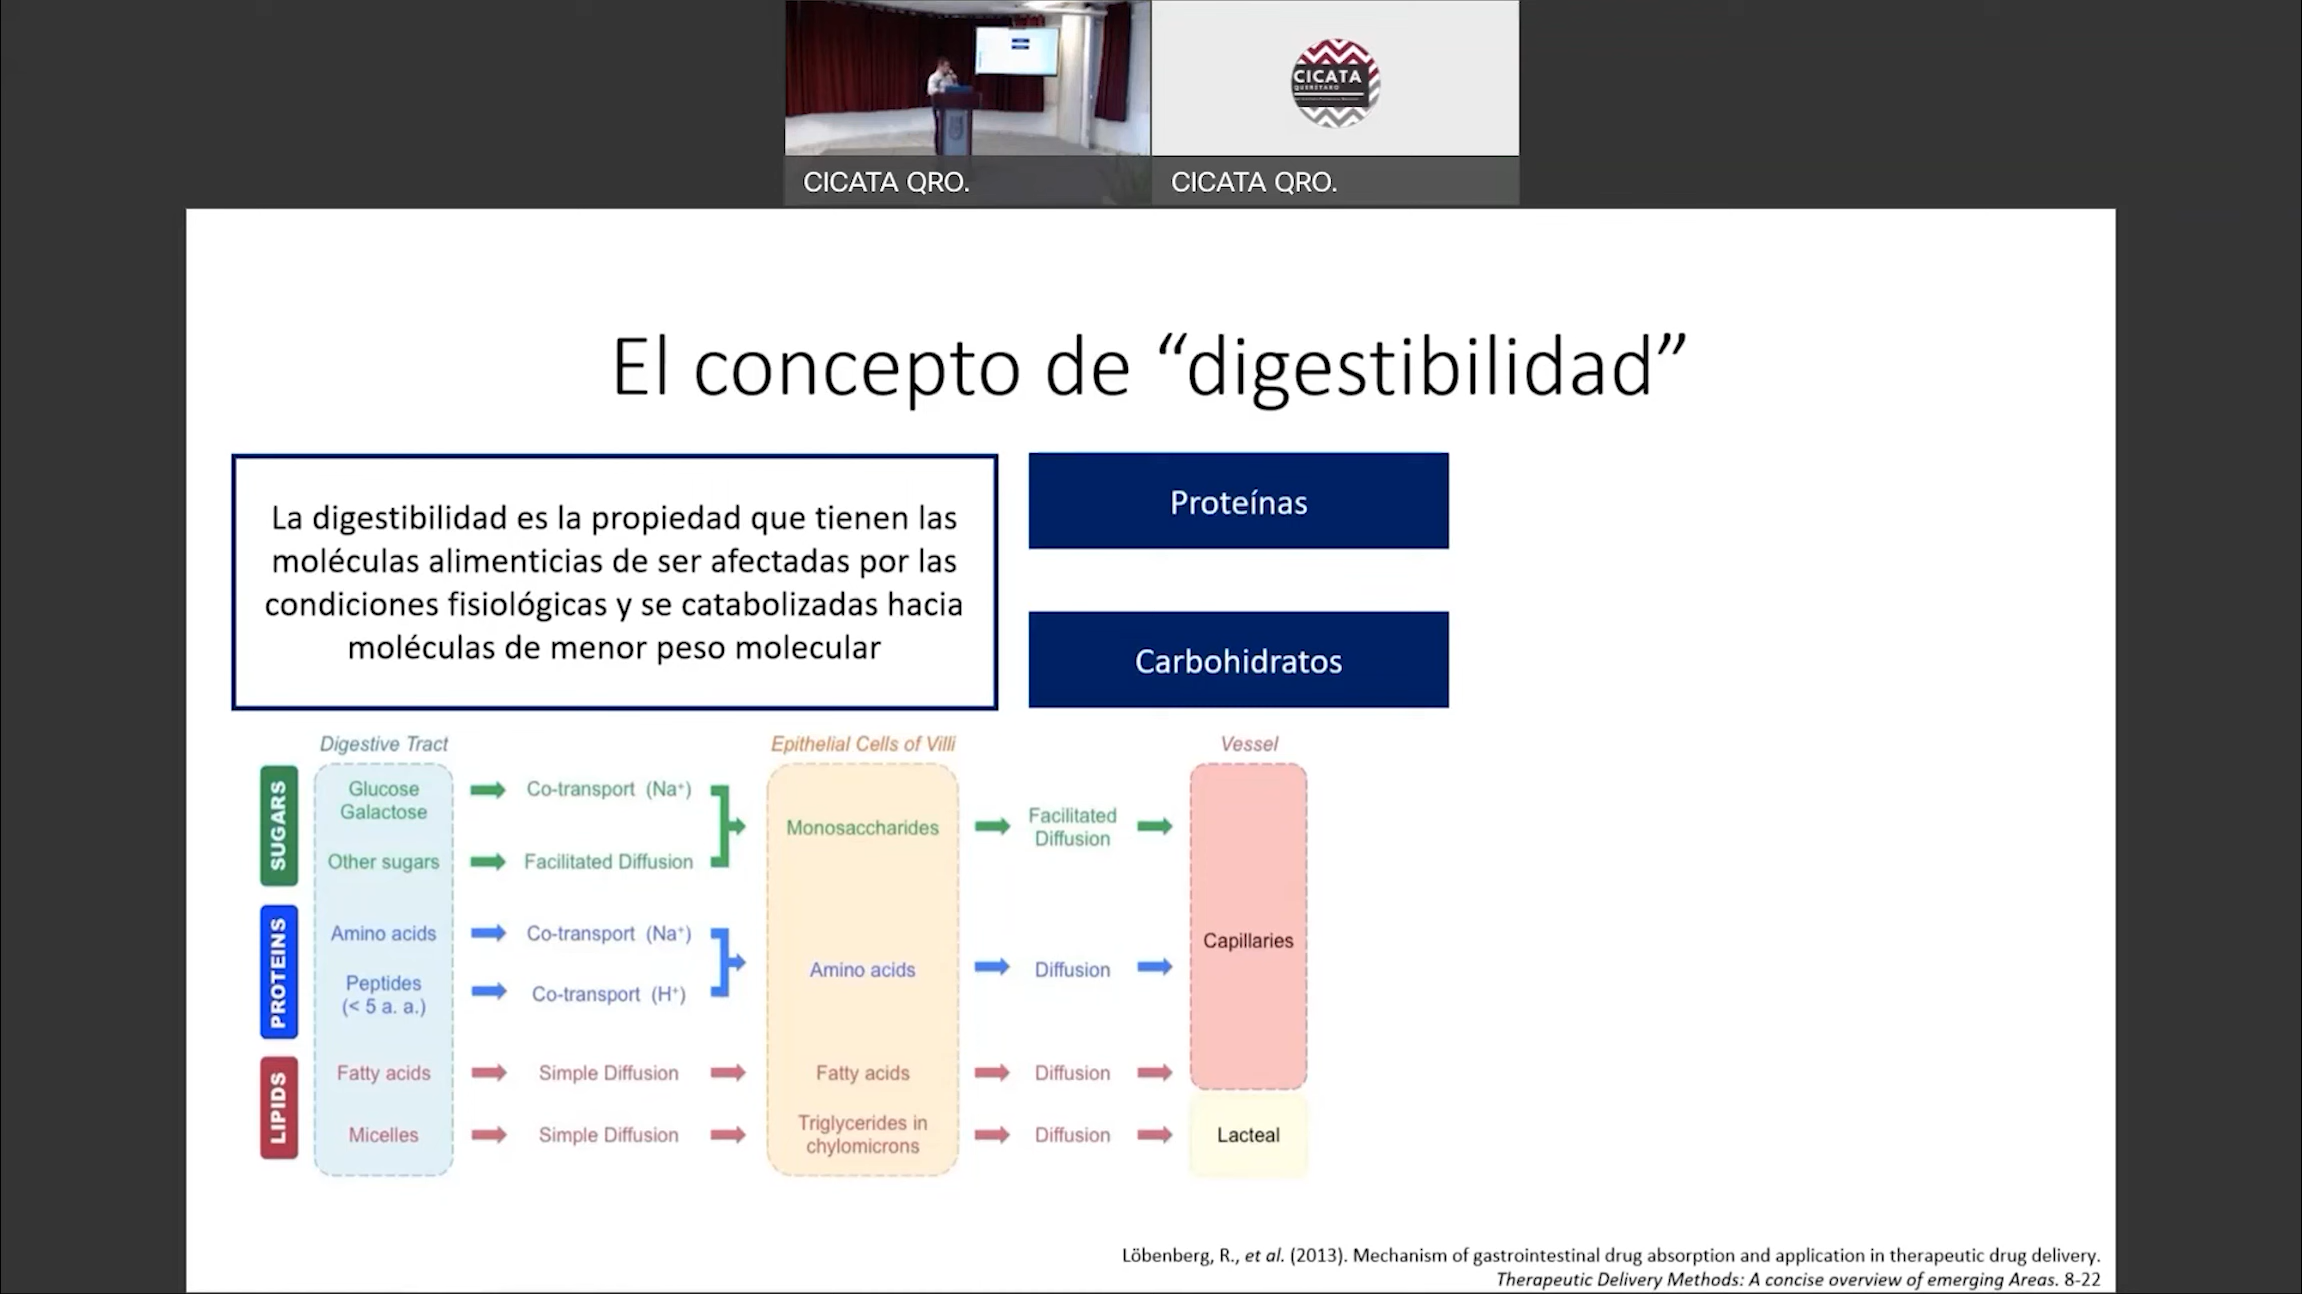 CICATA
QUERÉTARO
CICATA QRO.
CICATA QRO.
El concepto de “digestibilidad”
La digestibilidad es la propiedad que tienen las
moléculas alimenticias de ser afectadas por las
condiciones fisiológicas y se catabolizadas hacia
moléculas de menor peso molecular
Proteínas
Carbohidratos
Digestive Tract
Epithelial Cells of Villi
Vessel
SUGARS
Glucose
Galactose
Co-transport (Na⁺)
Other sugars
Facilitated Diffusion
Monosaccharides
Facilitated
Diffusion
PROTEINS
Amino acids
Co-transport (Na⁺)
Peptides
(< 5 a. a.)
Co-transport (H⁺)
Amino acids
Diffusion
Capillaries
LIPIDS
Fatty acids
Simple Diffusion
Fatty acids
Diffusion
Micelles
Simple Diffusion
Triglycerides in
chylomicrons
Diffusion
Lacteal
Löbenberg, R., et al. (2013). Mechanism of gastrointestinal drug absorption and application in therapeutic drug delivery.
Therapeutic Delivery Methods: A concise overview of emerging Areas. 8-22